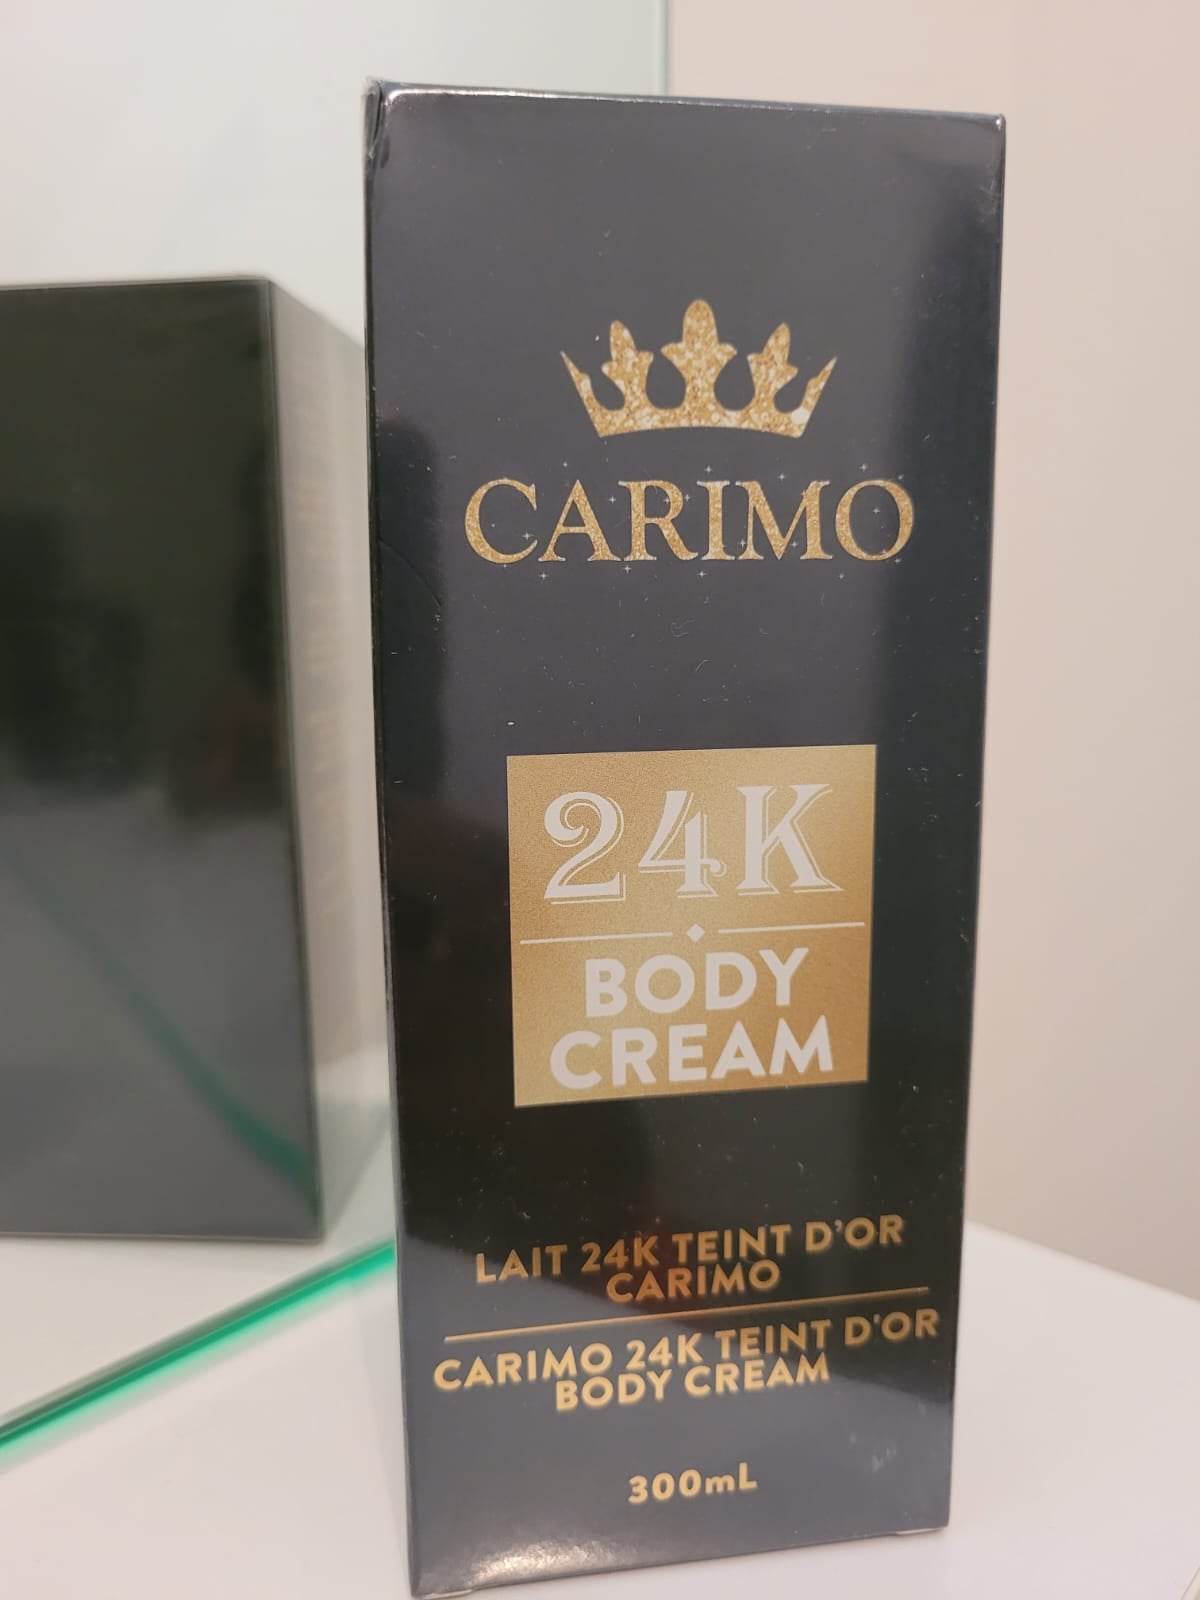 CARIMO
24K
BODY
CREAM
LAIT 24K TEINT D'OR
CARIMO
CARIMO 24K TEINT D'OR
BODY CREAM
300mL